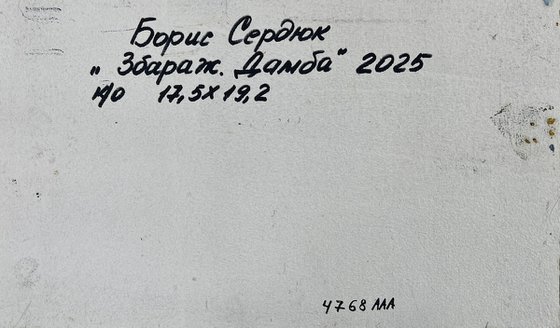 Борис Сердюк
„Збараж. Дамба" 2025
к/о 17,5х19,2
4768 ААА